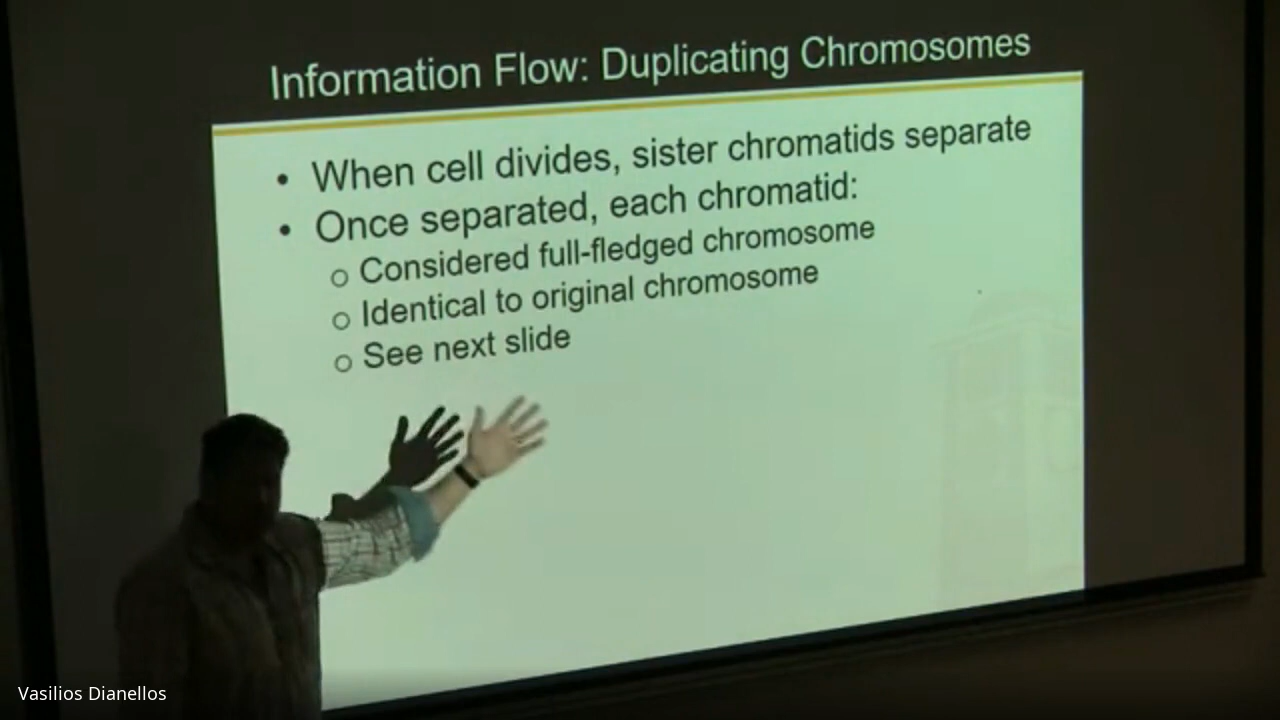 Information Flow: Duplicating Chromosomes
• When cell divides, sister chromatids separate
• Once separated, each chromatid:
o Considered full-fledged chromosome
o Identical to original chromosome
o See next slide
Vasilios Dianellos